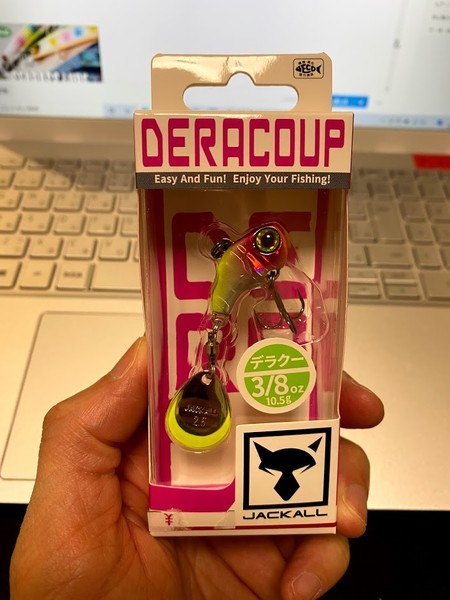 DERACOUP
Easy And Fun! Enjoy Your Fishing!
デラクー
3/8oz
10.5g
JACKALL
2.5
JACKALL
¥